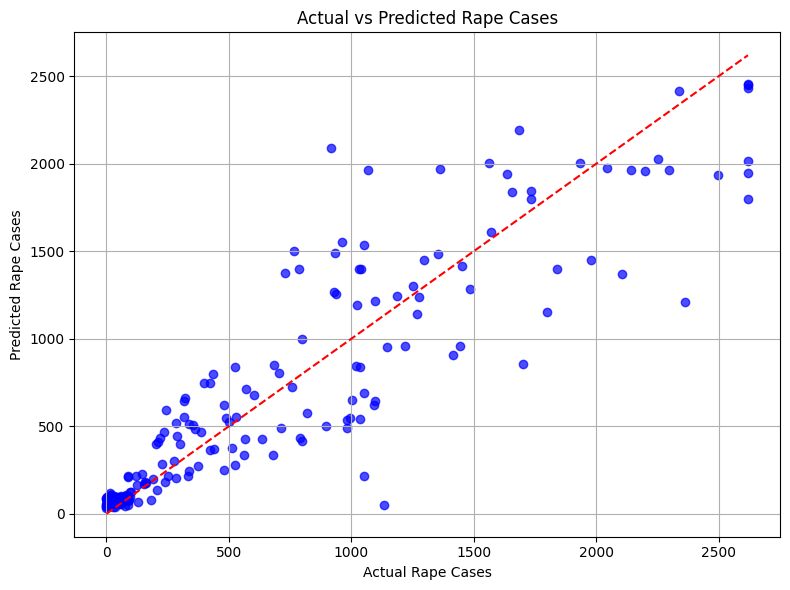 Actual vs Predicted Rape Cases
2500
2000
1500
1000
500
0
Predicted Rape Cases
0 500 1000 1500 2000 2500
Actual Rape Cases